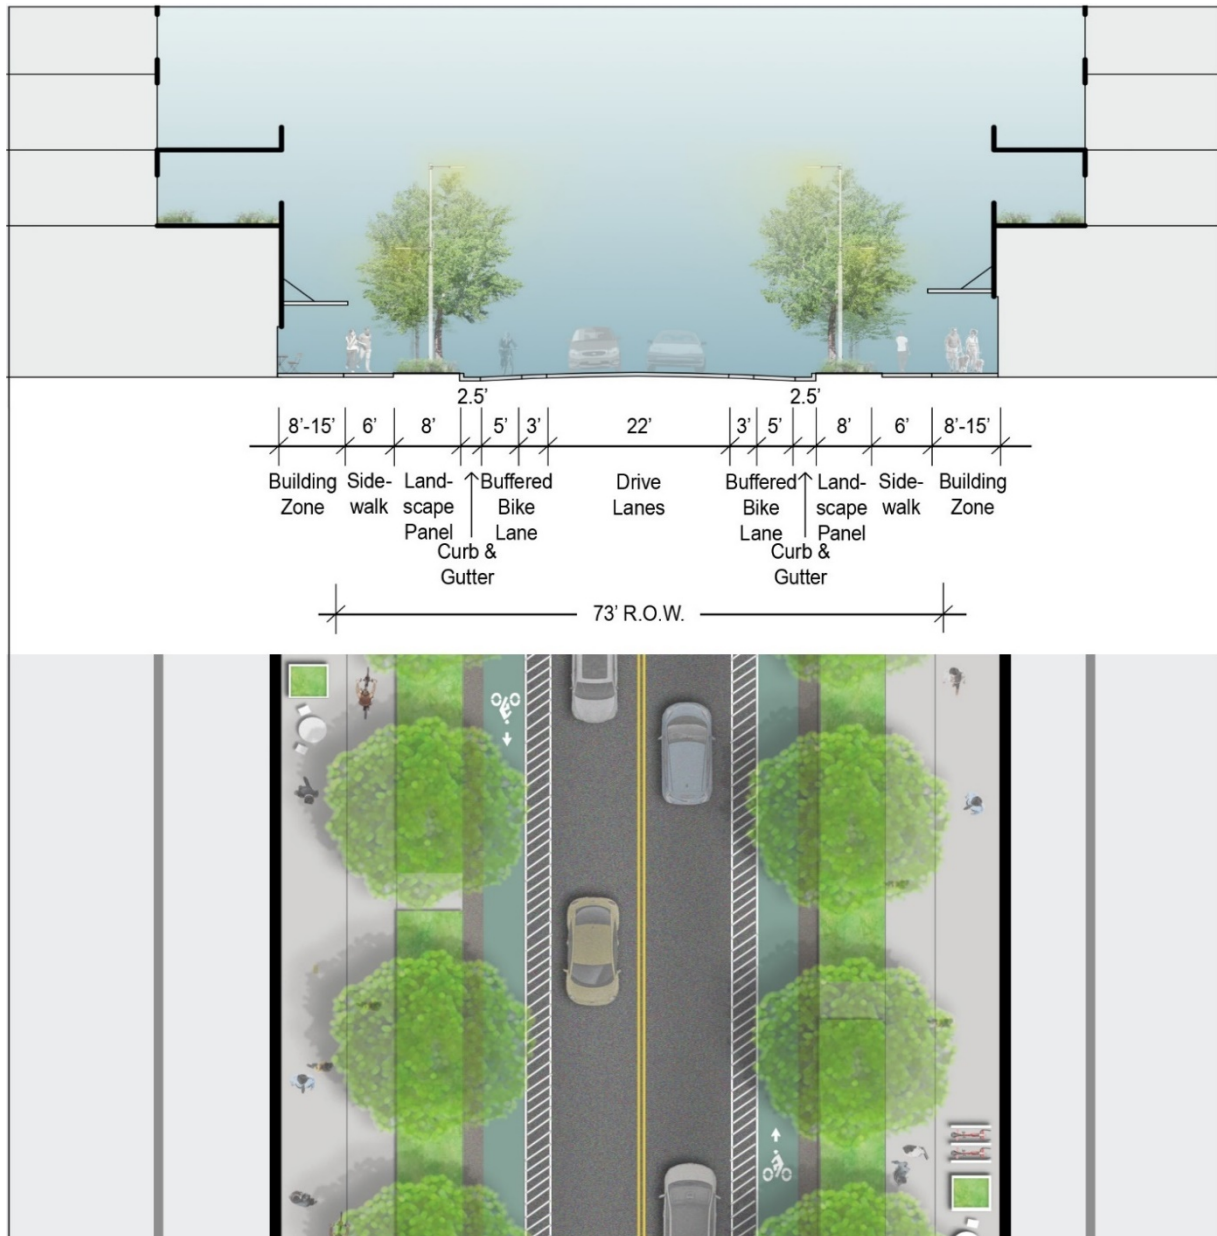 2.5’ 2.5’
8’-15’ 6’ 8’ 5’ 3’ 22’ 3’ 5’ 8’ 6’ 8’-15’
Building Zone
Side-
walk
Land-
scape
Panel
Curb &
Gutter
Buffered
Bike
Lane
Drive
Lanes
Buffered
Bike
Lane
Curb &
Gutter
Land-
scape
Panel
Side-
walk
Building
Zone
73’ R.O.W.